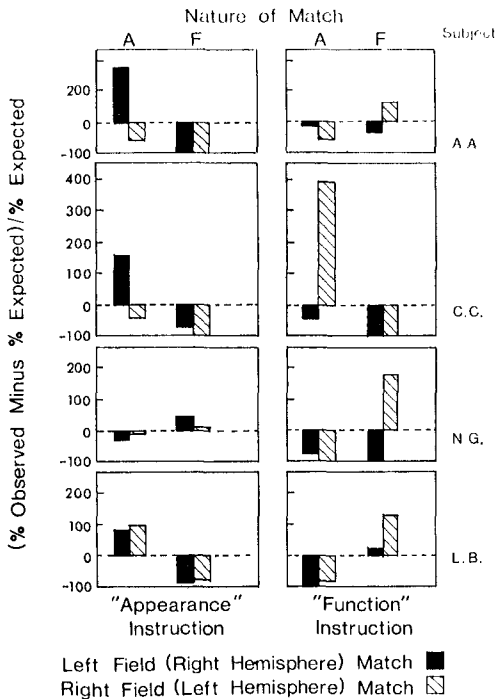 Nature of Match
A F A F Subject
200
0
-100
A A
400
300
200
100
0
-100
C.C.
200
100
0
-100
N G.
200
100
0
-100
L.B.
(% Observed Minus % Expected)/% Expected
"Appearance" Instruction
"Function" Instruction
Left Field (Right Hemisphere) Match
Right Field (Left Hemisphere) Match